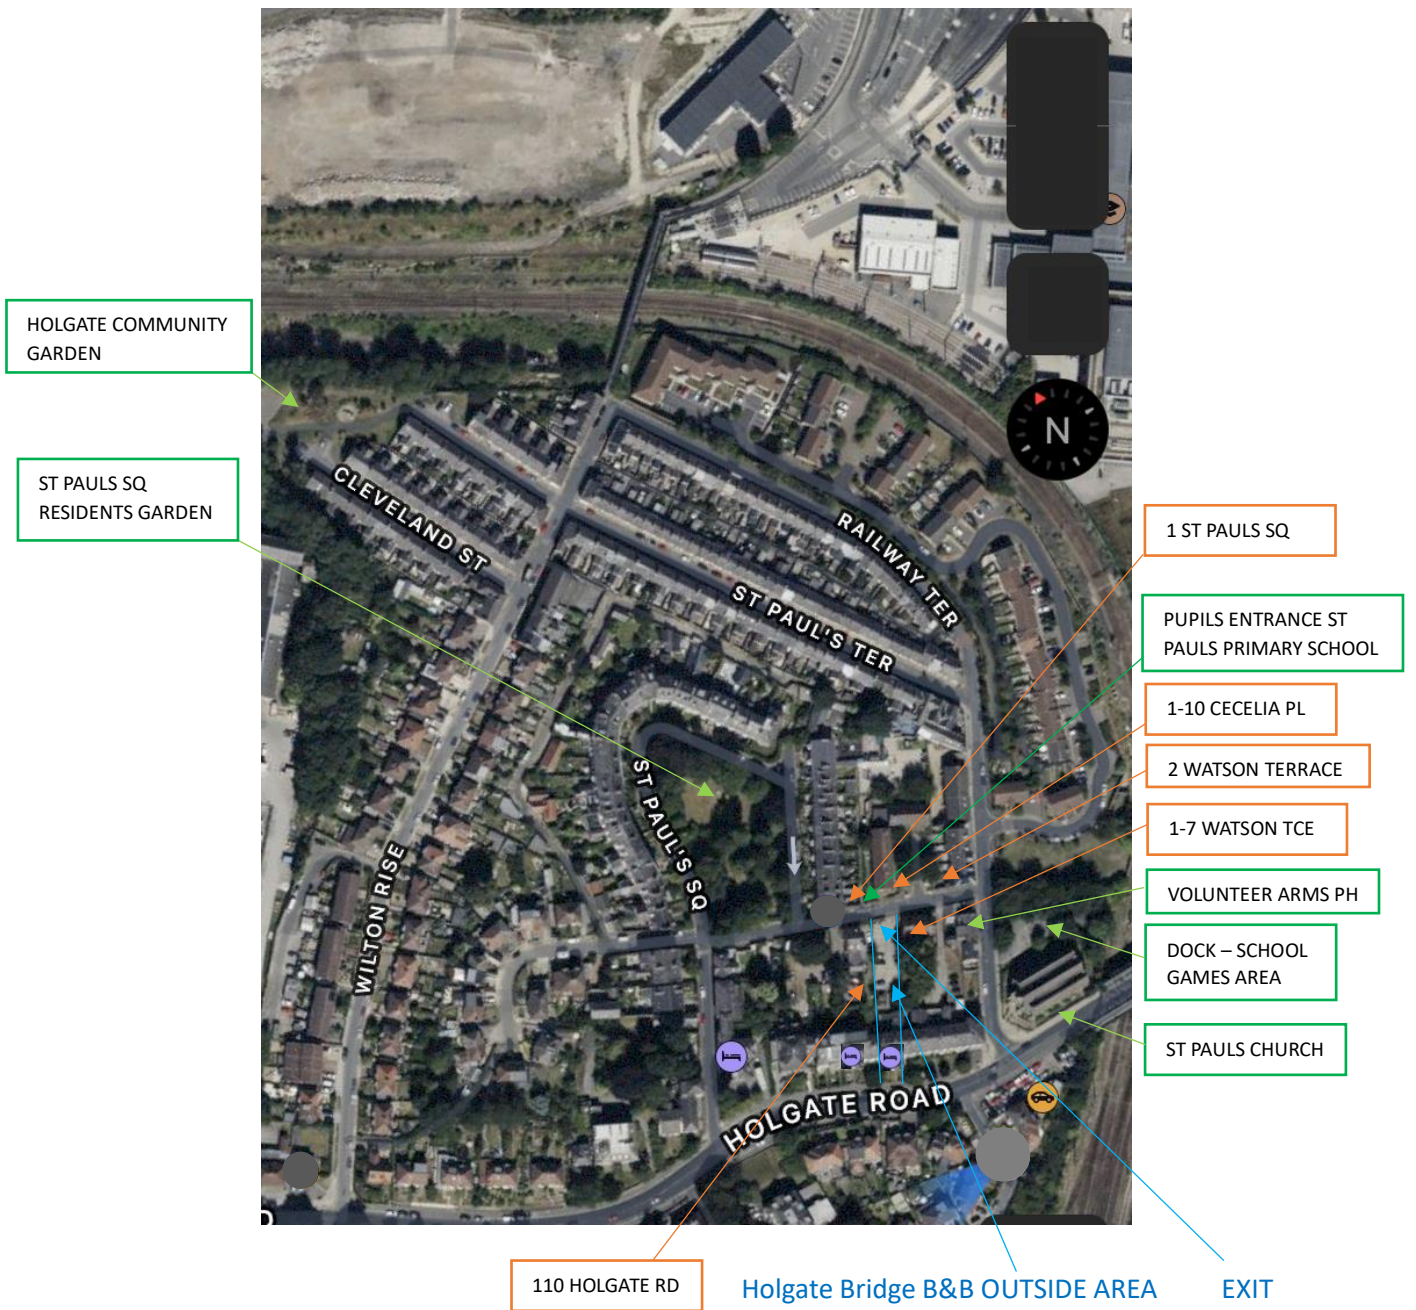 HOLGATE COMMUNITY
GARDEN
ST PAULS SQ
RESIDENTS GARDEN
N
CLEVELAND ST
RAILWAY TER
ST PAUL'S TER
ST PAUL'S SQ
WILTON RISE
HOLGATE ROAD
D
1 ST PAULS SQ
PUPILS ENTRANCE ST
PAULS PRIMARY SCHOOL
1-10 CECELIA PL
2 WATSON TERRACE
1-7 WATSON TCE
VOLUNTEER ARMS PH
DOCK – SCHOOL
GAMES AREA
ST PAULS CHURCH
110 HOLGATE RD
Holgate Bridge B&B OUTSIDE AREA
EXIT